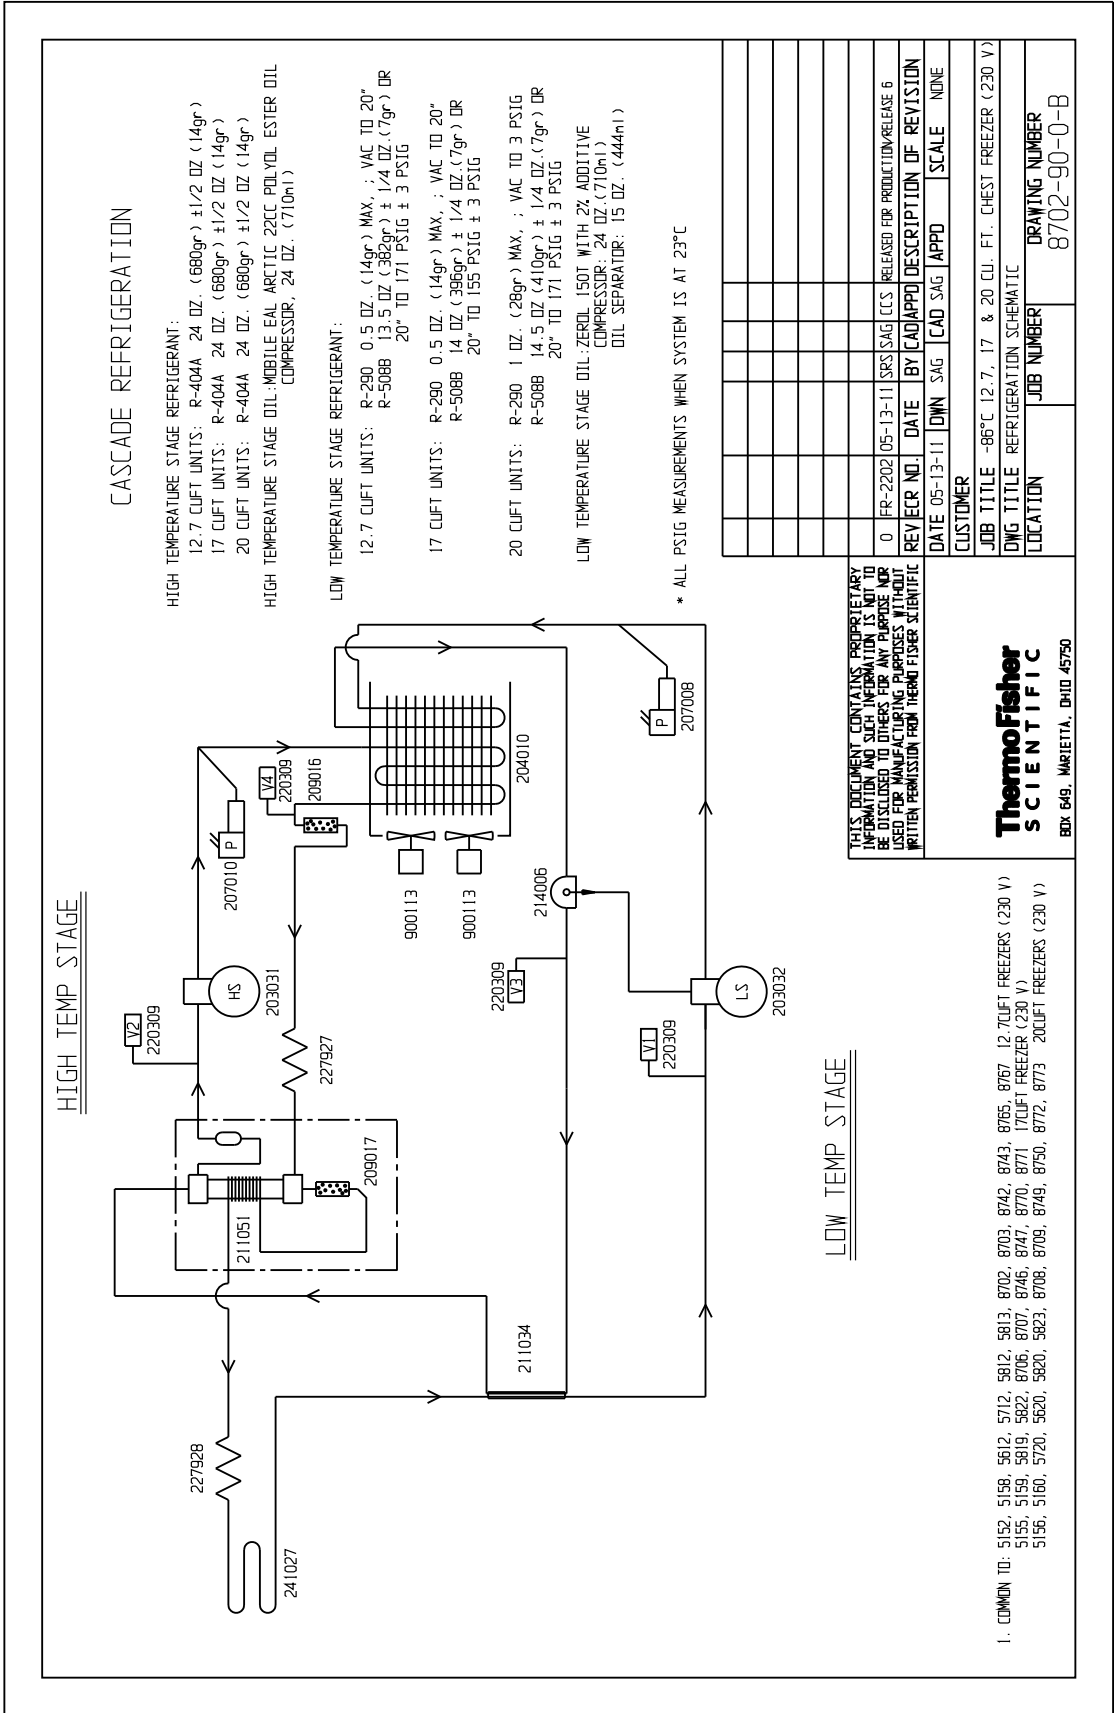 CASCADE REFRIGERATION
HIGH TEMPERATURE STAGE REFRIGERANT:
12.7 CUFT UNITS: R-404A 24 OZ. (680gr) ±1/2 OZ (14gr)
17 CUFT UNITS: R-404A 24 OZ. (680gr) ±1/2 OZ (14gr)
20 CUFT UNITS: R-404A 24 OZ. (680gr) ±1/2 OZ (14gr)
HIGH TEMPERATURE STAGE OIL:MOBILE EAL ARCTIC 22CC POLYOL ESTER OIL
COMPRESSOR, 24 OZ. (710ml)
LOW TEMPERATURE STAGE REFRIGERANT:
12.7 CUFT UNITS: R-290 0.5 OZ. (14gr) MAX, ; VAC TO 20"
R-508B 13.5 OZ (382gr) ± 1/4 OZ.(7gr) OR
20" TO 171 PSIG ± 3 PSIG
17 CUFT UNITS: R-290 0.5 OZ. (14gr) MAX, ; VAC TO 20"
R-508B 14 OZ (396gr) ± 1/4 OZ.(7gr) OR
20" TO 155 PSIG ± 3 PSIG
20 CUFT UNITS: R-290 1 OZ. (28gr) MAX, ; VAC TO 3 PSIG
R-508B 14.5 OZ (410gr) ± 1/4 OZ.(7gr) OR
20" TO 171 PSIG ± 3 PSIG
LOW TEMPERATURE STAGE OIL:ZEROL 150T WITH 2% ADDITIVE
COMPRESSOR: 24 OZ.(710ml)
OIL SEPARATOR: 15 OZ. (444ml)
* ALL PSIG MEASUREMENTS WHEN SYSTEM IS AT 23°C
HIGH TEMP STAGE
V2
220309
HS
203031
P
207010
V4
220309
209016
227927
209017
211051
227928
241027
900113
900113
204010
214006
220309
V3
211034
V1
220309
LS
203032
P
207008
LOW TEMP STAGE
1. COMMON TO: 5152, 5158, 5612, 5712, 5812, 5813, 8702, 8703, 8742, 8743, 8765, 8767 12.7CUFT FREEZERS (230 V)
5155, 5159, 5819, 5822, 8706, 8707, 8746, 8747, 8770, 8771 17CUFT FREEZER (230 V)
5156, 5160, 5720, 5620, 5820, 5823, 8708, 8709, 8749, 8750, 8772, 8773 20CUFT FREEZERS (230 V)
THIS DOCUMENT CONTAINS PROPRIETARY
INFORMATION AND SUCH INFORMATION IS NOT TO
BE DISCLOSED TO OTHERS FOR ANY PURPOSE NOR
USED FOR MANUFACTURING PURPOSES WITHOUT
WRITTEN PERMISSION FROM THERMO FISHER SCIENTIFIC
ThermoFisher
SCIENTIFIC
BOX 649, MARIETTA, OHIO 45750
0 FR-2202 05-13-11 SRS SAG CCS RELEASED FOR PRODUCTION/RELEASE 6
REV ECR NO. DATE BY CAD APPD DESCRIPTION OF REVISION
DATE 05-13-11 DWN SAG CAD SAG APPD SCALE NONE
CUSTOMER
JOB TITLE -86°C 12.7, 17 & 20 CU. FT. CHEST FREEZER (230 V)
DWG TITLE REFRIGERATION SCHEMATIC
LOCATION JOB NUMBER DRAWING NUMBER
8702-90-0-B